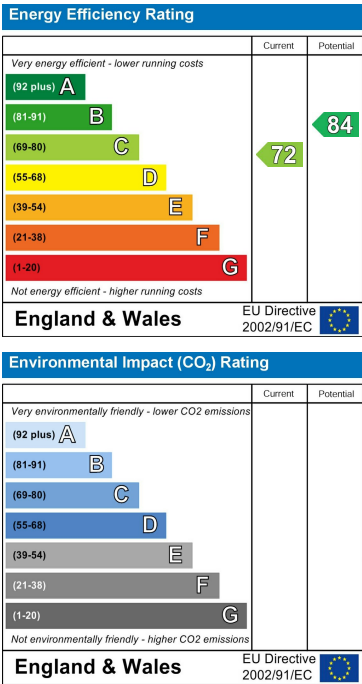 Energy Efficiency Rating
Current Potential
Very energy efficient - lower running costs
(92 plus) A
(81-91) B
84
(69-80) C
72
(55-68) D
(39-54) E
(21-38) F
(1-20) G
Not energy efficient - higher running costs
England & Wales
EU Directive
2002/91/EC
Environmental Impact (CO₂) Rating
Current Potential
Very environmentally friendly - lower CO2 emissions
(92 plus) A
(81-91) B
(69-80) C
(55-68) D
(39-54) E
(21-38) F
(1-20) G
Not environmentally friendly - higher CO2 emissions
England & Wales
EU Directive
2002/91/EC